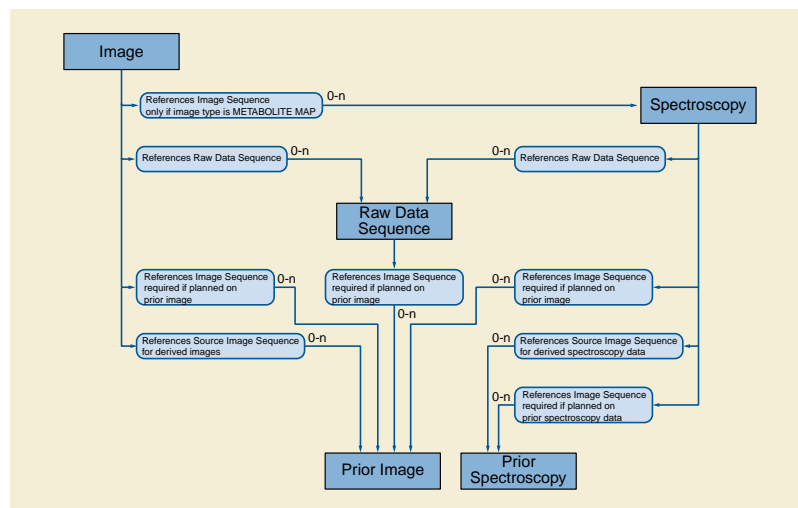 Image
References Image Sequence
only if image type is METABOLITE MAP
0-n
Spectroscopy
References Raw Data Sequence
0-n
0-n
References Raw Data Sequence
Raw Data
Sequence
References Image Sequence
required if planned on
prior image
0-n
References Image Sequence
required if planned on
prior image
0-n
0-n
References Image Sequence
required if planned on
prior image
References Source Image Sequence
for derived images
0-n
0-n
References Source Image Sequence
for derived spectroscopy data
0-n
References Image Sequence
required if planned on
prior spectroscopy data
Prior Image
Prior
Spectroscopy